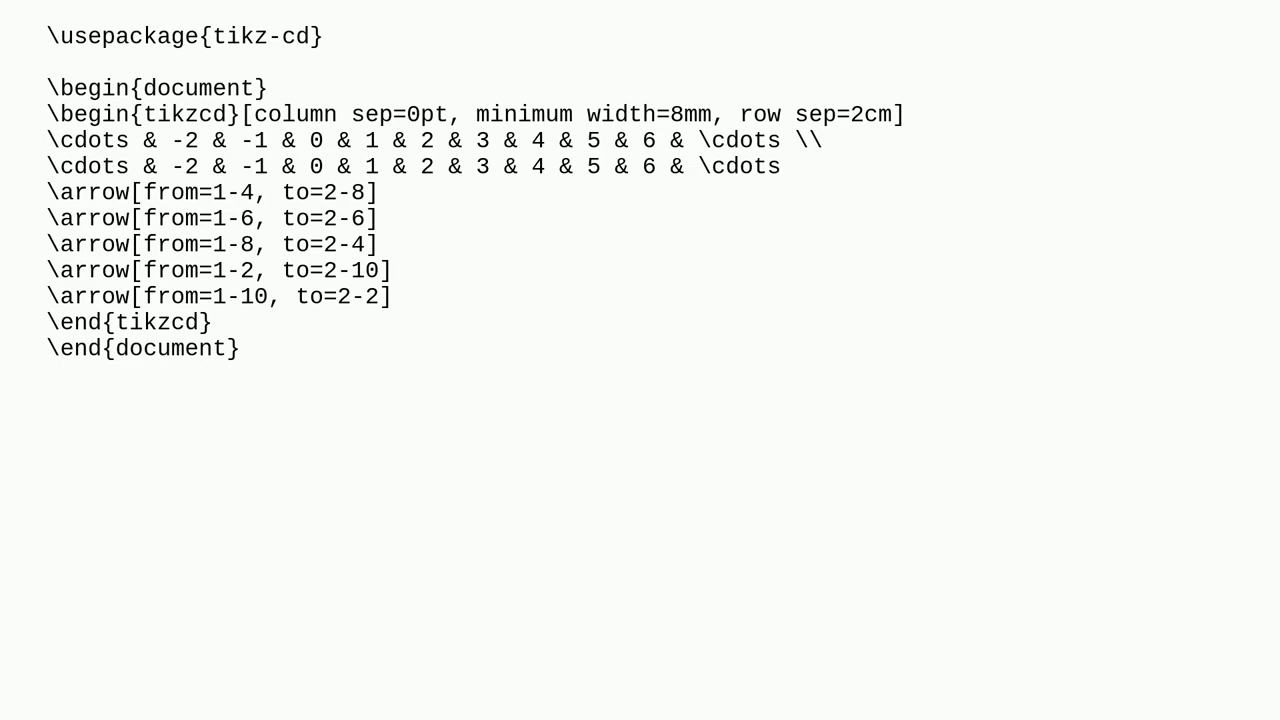 \usepackage{tikz-cd}

\begin{document}
\begin{tikzcd}[column sep=0pt, minimum width=8mm, row sep=2cm]
\cdots & -2 & -1 & 0 & 1 & 2 & 3 & 4 & 5 & 6 & \cdots \\
\cdots & -2 & -1 & 0 & 1 & 2 & 3 & 4 & 5 & 6 & \cdots
\arrow[from=1-4, to=2-8]
\arrow[from=1-6, to=2-6]
\arrow[from=1-8, to=2-4]
\arrow[from=1-2, to=2-10]
\arrow[from=1-10, to=2-2]
\end{tikzcd}
\end{document}